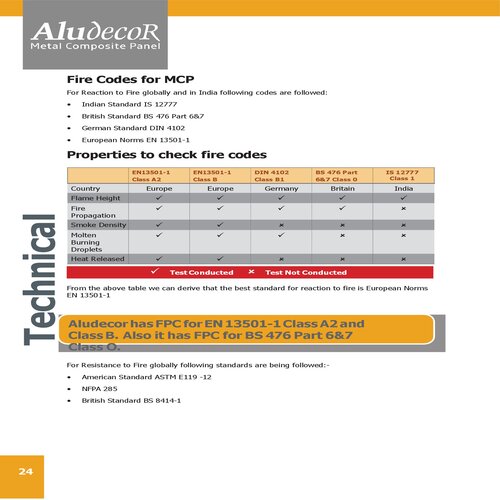 AluDecoR
Metal Composite Panel
Fire Codes for MCP
For Reaction to Fire globally and in India following codes are followed:
• Indian Standard IS 12777
• British Standard BS 476 Part 6&7
• German Standard DIN 4102
• European Norms EN 13501-1
Properties to check fire codes
EN13501-1 Class A2 EN13501-1 Class B DIN 4102 Class B1 BS 476 Part 6&7 Class 0 IS 12777 Class 1
Country Europe Europe Germany Britain India
Flame Height ✓ ✓ ✓ ✓ ✓
Fire Propagation ✓ ✓ ✓ ✓ ×
Smoke Density ✓ ✓ × × ×
Molten Burning Droplets ✓ ✓ ✓ × ×
Heat Released ✓ ✓ × × ×
✓ Test Conducted × Test Not Conducted
From the above table we can derive that the best standard for reaction to fire is European Norms
EN 13501-1
Technical
Aludecor has FPC for EN 13501-1 Class A2 and
Class B. Also it has FPC for BS 476 Part 6&7
Class O.
For Resistance to Fire globally following standards are being followed:-
• American Standard ASTM E119 -12
• NFPA 285
• British Standard BS 8414-1
24